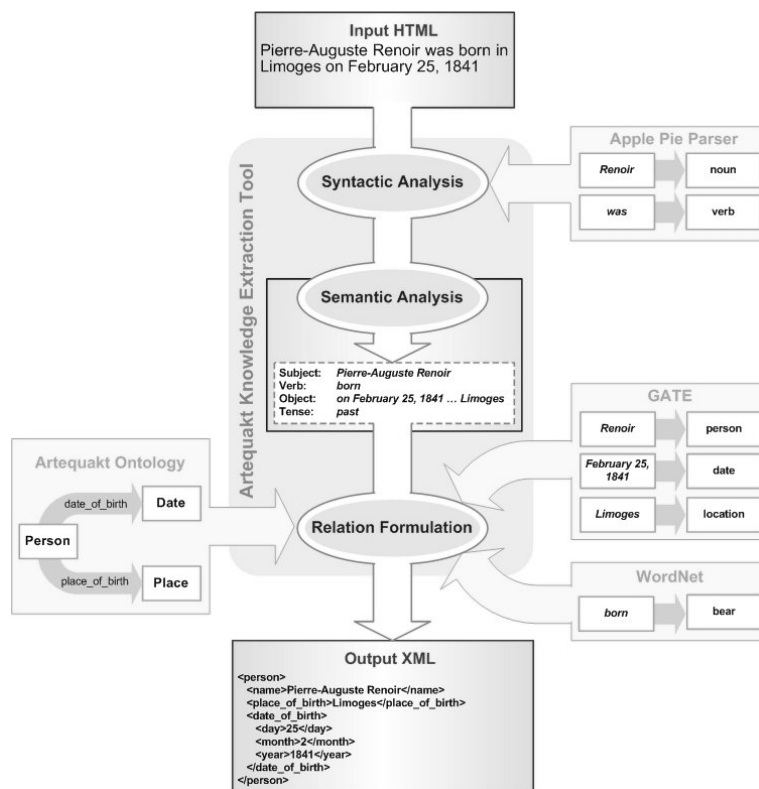 Input HTML
Pierre-Auguste Renoir was born in
Limoges on February 25, 1841
Artequakt Knowledge Extraction Tool
Syntactic Analysis
Apple Pie Parser
Renoir
noun
was
verb
Semantic Analysis
Subject: Pierre-Auguste Renoir
Verb: born
Object: on February 25, 1841 ... Limoges
Tense: past
GATE
Renoir
person
February 25,
1841
date
Limoges
location
Artequakt Ontology
date_of_birth
Date
Person
place_of_birth
Place
Relation Formulation
WordNet
born
bear
Output XML
<person>
<name>Pierre-Auguste Renoir</name>
<place_of_birth>Limoges</place_of_birth>
<date_of_birth>
<day>25</day>
<month>2</month>
<year>1841</year>
</date_of_birth>
</person>